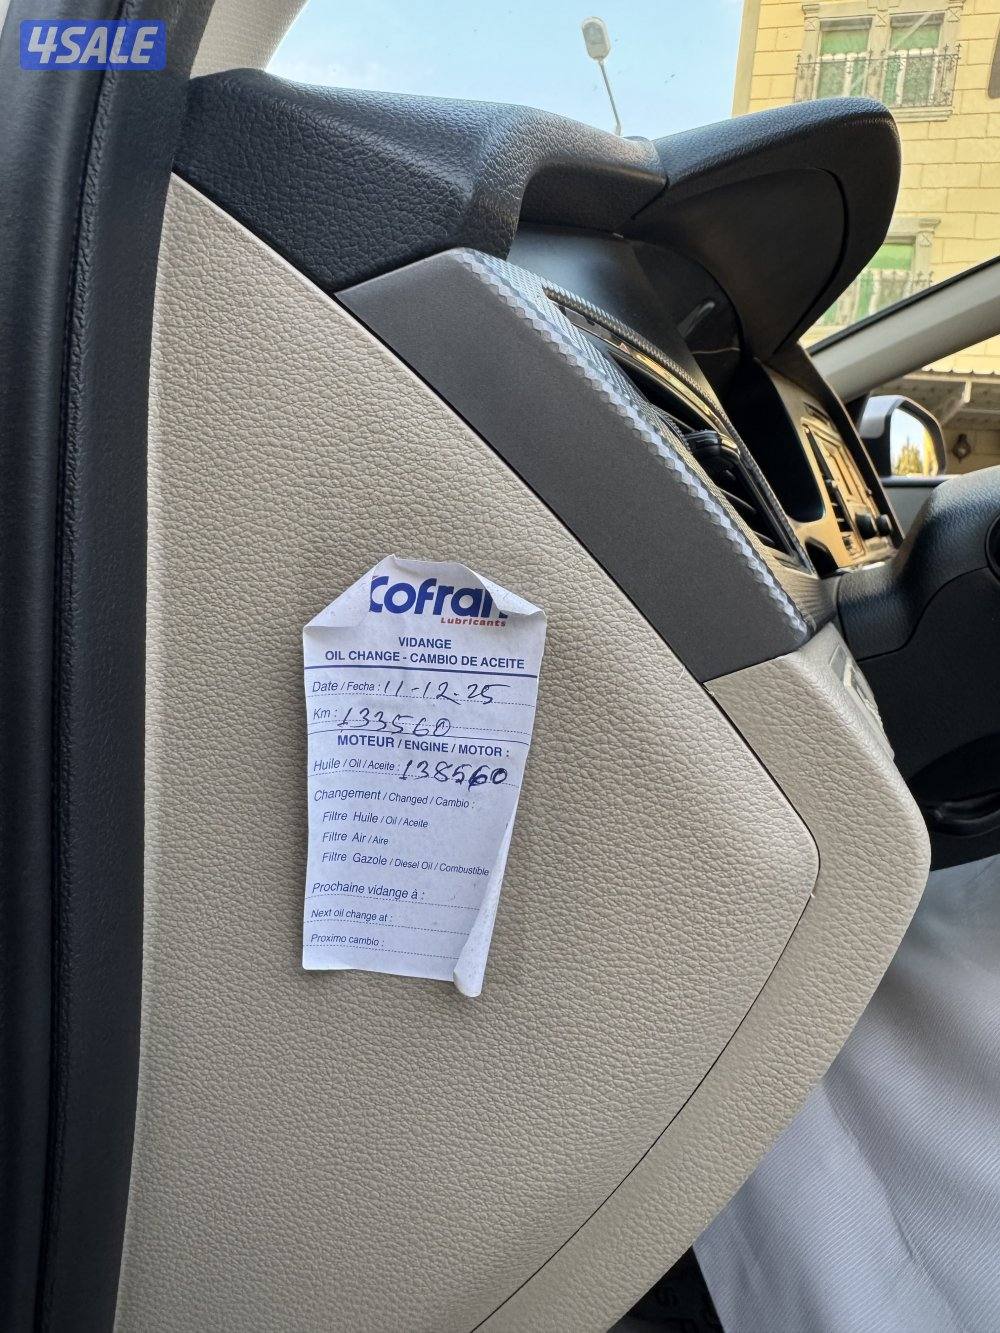 4SALE
Cofran
Lubricants
VIDANGE
OIL CHANGE - CAMBIO DE ACEITE
Date / Fecha : 11-12-25
Km : 133560
MOTEUR / ENGINE / MOTOR :
Huile / Oil / Aceite : 138560
Changement / Changed / Cambio :
Filtre Huile / Oil / Aceite
Filtre Air / Aire
Filtre Gazole / Diesel Oil / Combustible
Prochaine vidange à :
Next oil change at :
Proximo cambio :